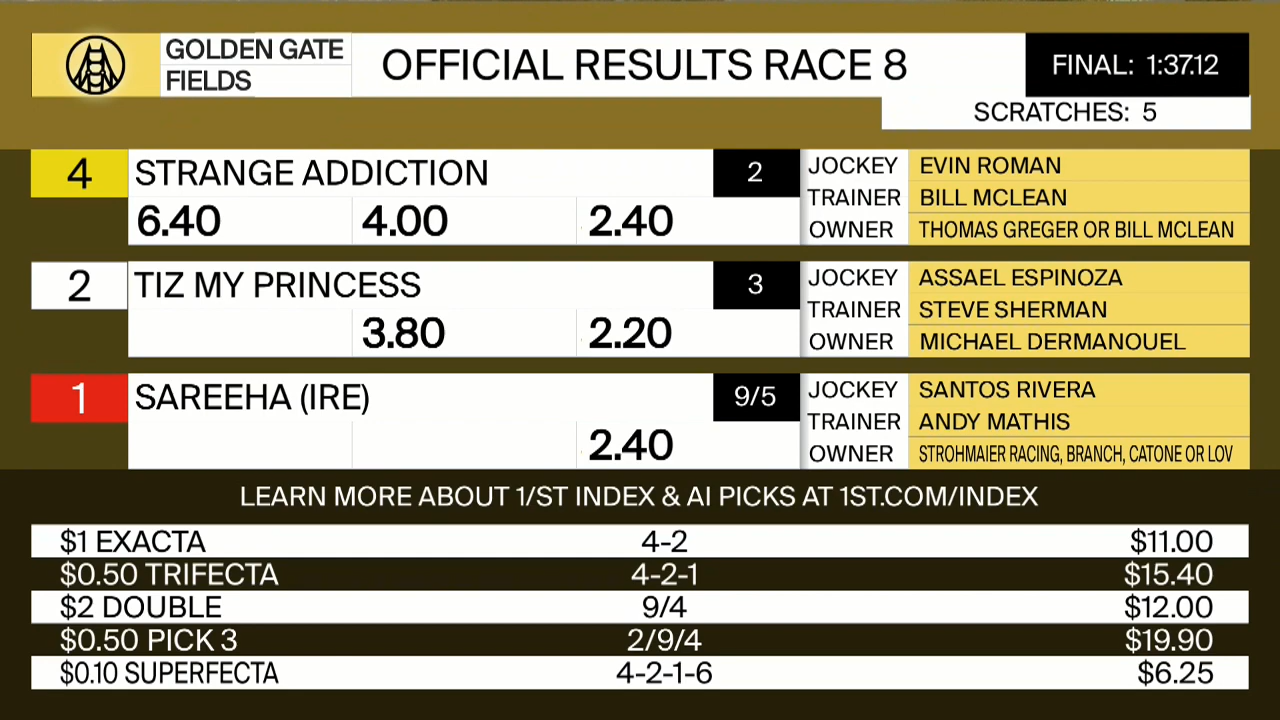 GOLDEN GATE
FIELDS
OFFICIAL RESULTS RACE 8
FINAL: 1:37.12
SCRATCHES: 5
4 STRANGE ADDICTION 2
6.40 4.00 2.40
JOCKEY EVIN ROMAN
TRAINER BILL MCLEAN
OWNER THOMAS GREGER OR BILL MCLEAN
2 TIZ MY PRINCESS 3
3.80 2.20
JOCKEY ASSAEL ESPINOZA
TRAINER STEVE SHERMAN
OWNER MICHAEL DERMANOUEL
1 SAREEHA (IRE) 9/5
2.40
JOCKEY SANTOS RIVERA
TRAINER ANDY MATHIS
OWNER STROHMAIER RACING, BRANCH, CATONE OR LOV
LEARN MORE ABOUT 1/ST INDEX & AI PICKS AT 1ST.COM/INDEX
$1 EXACTA 4-2 $11.00
$0.50 TRIFECTA 4-2-1 $15.40
$2 DOUBLE 9/4 $12.00
$0.50 PICK 3 2/9/4 $19.90
$0.10 SUPERFECTA 4-2-1-6 $6.25